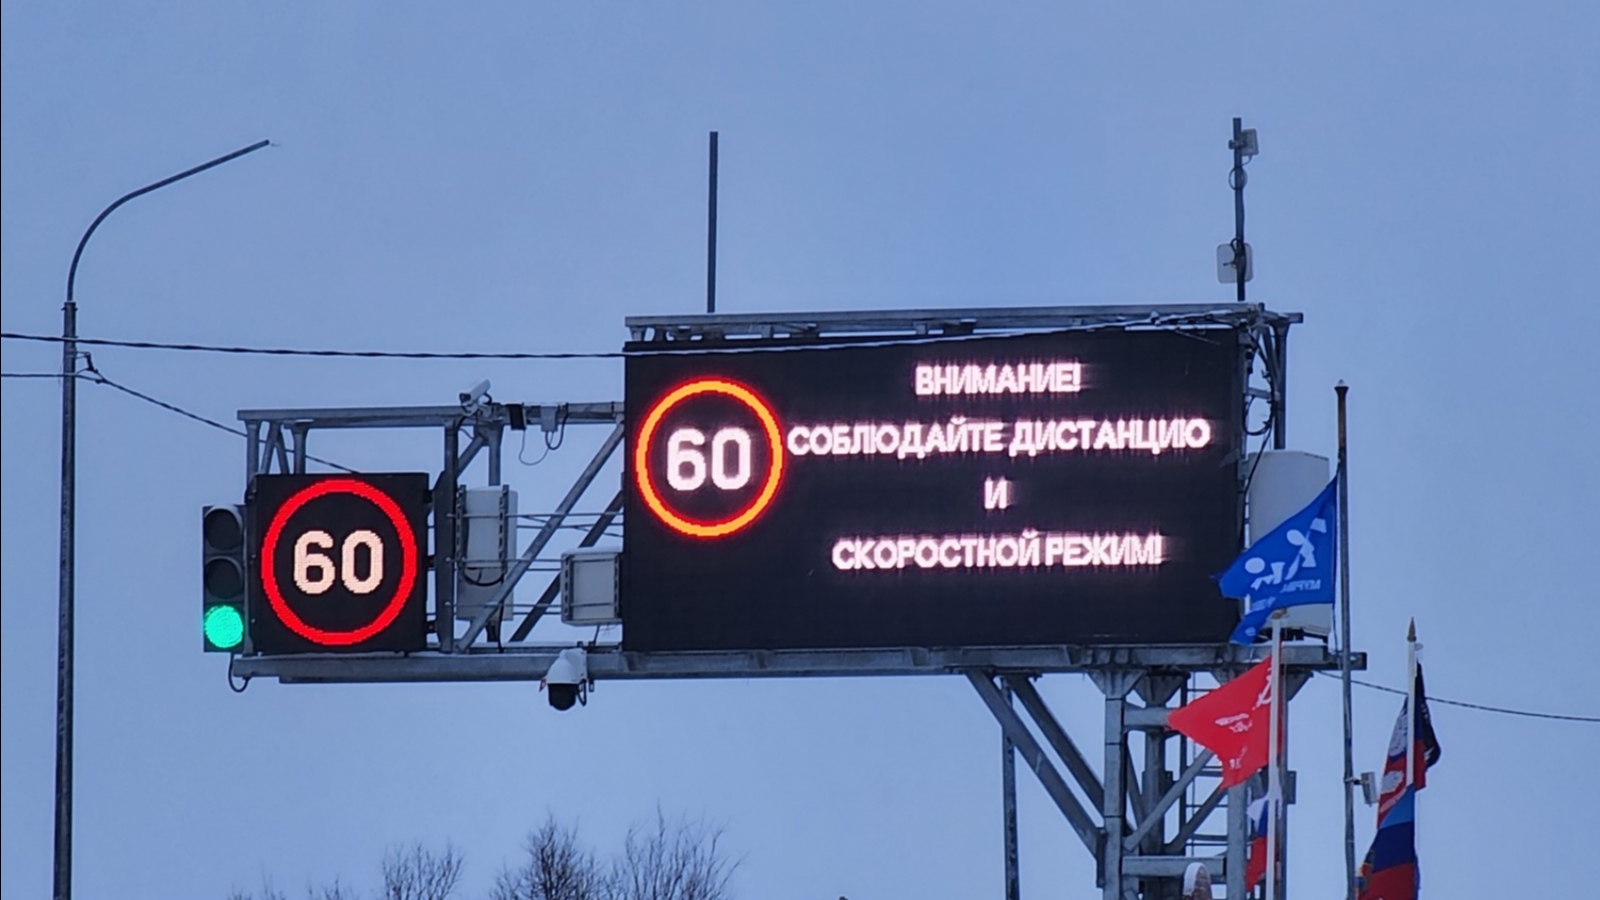 60
60
ВНИМАНИЕ!
СОБЛЮДАЙТЕ ДИСТАНЦИЮ
И
СКОРОСТНОЙ РЕЖИМ!